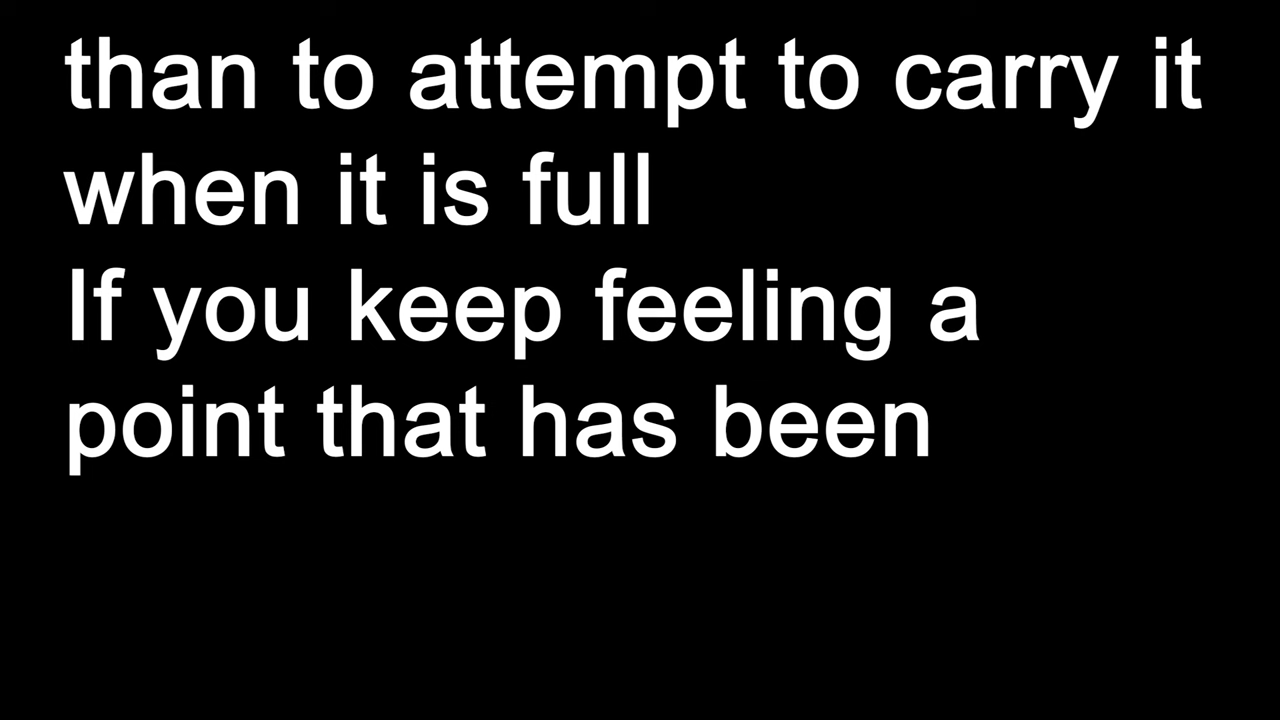 than to attempt to carry it
when it is full
If you keep feeling a
point that has been